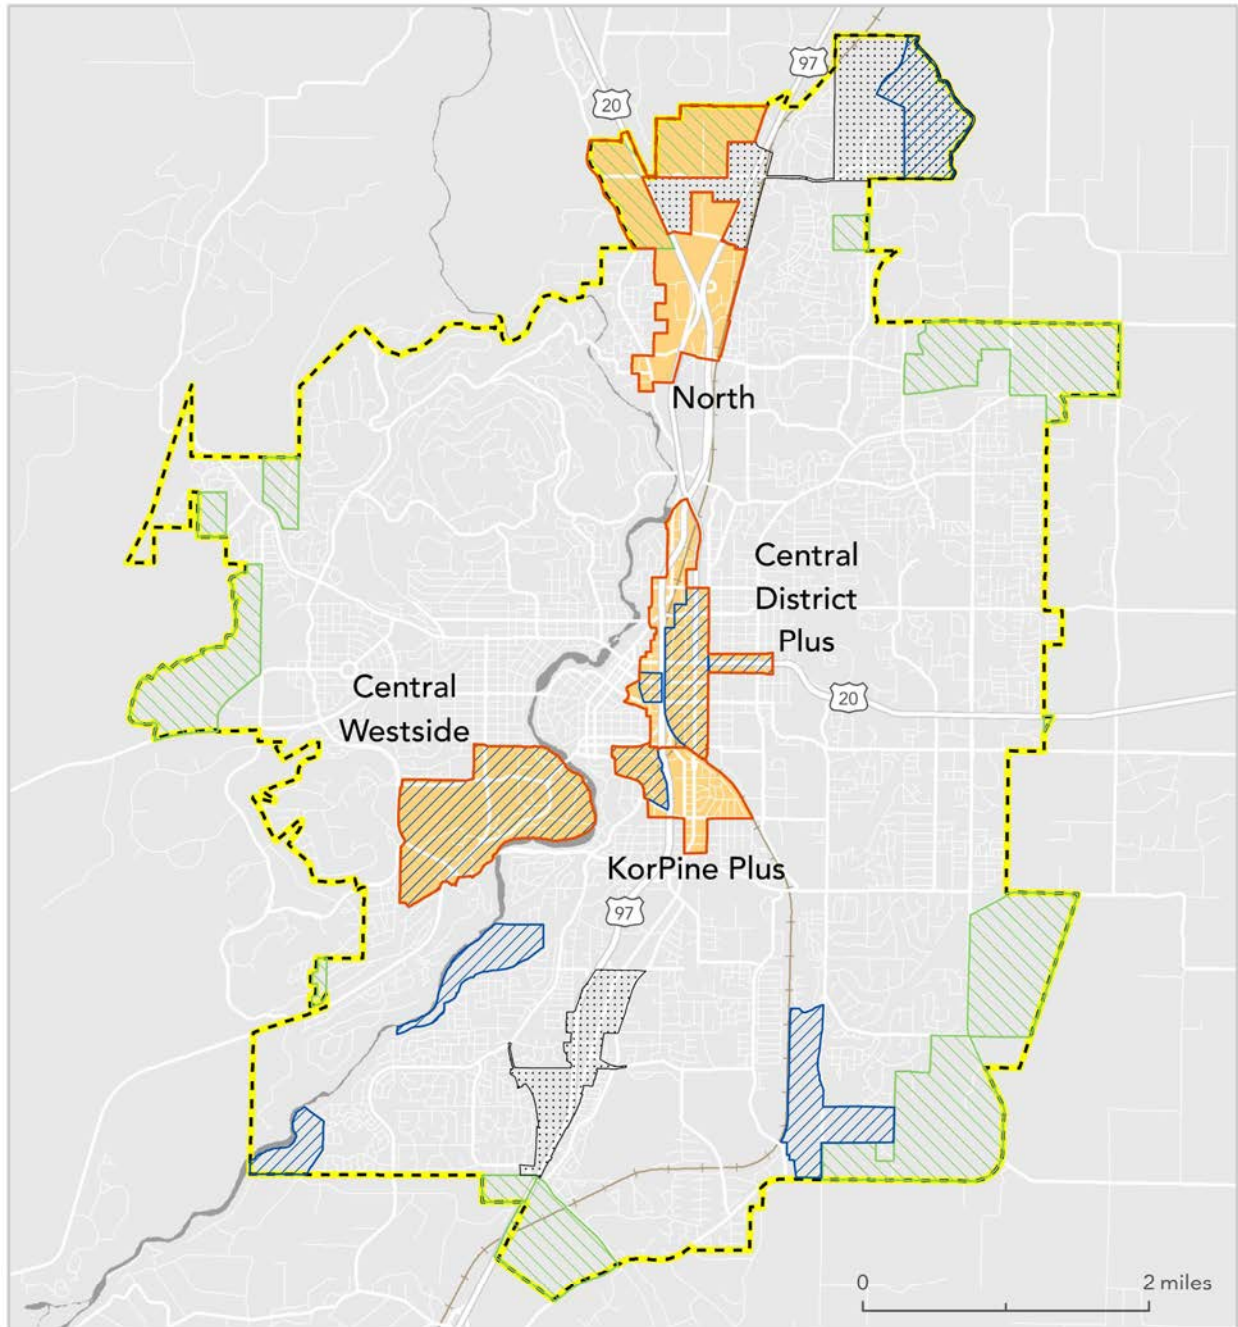 97
20
North
Central
District
Plus
20
Central
Westside
KorPine Plus
97
0
2 miles